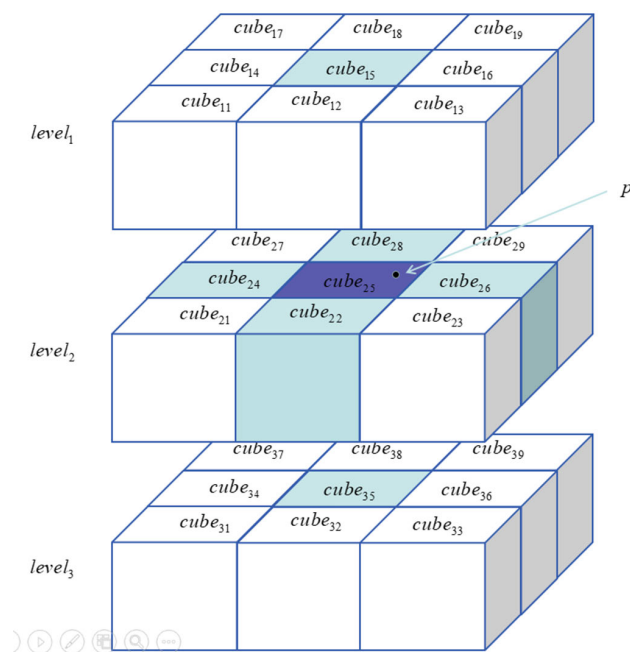 cube₁₇ cube₁₈ cube₁₉
cube₁₄ cube₁₅ cube₁₆
cube₁₁ cube₁₂ cube₁₃
level₁
p
cube₂₇ cube₂₈ cube₂₉
cube₂₄ cube₂₅ cube₂₆
cube₂₁ cube₂₂ cube₂₃
level₂
cube₃₇ cube₃₈ cube₃₉
cube₃₄ cube₃₅ cube₃₆
cube₃₁ cube₃₂ cube₃₃
level₃